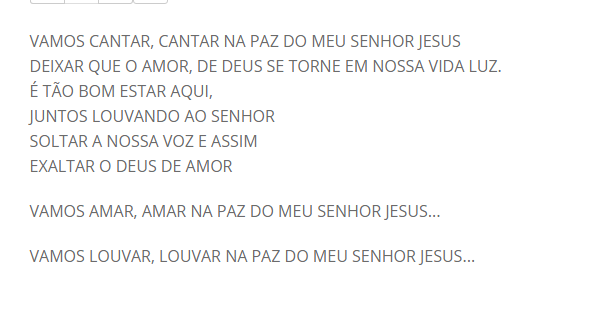 VAMOS CANTAR, CANTAR NA PAZ DO MEU SENHOR JESUS
DEIXAR QUE O AMOR, DE DEUS SE TORNE EM NOSSA VIDA LUZ.
É TÃO BOM ESTAR AQUI,
JUNTOS LOUVANDO AO SENHOR
SOLTAR A NOSSA VOZ E ASSIM
EXALTAR O DEUS DE AMOR
VAMOS AMAR, AMAR NA PAZ DO MEU SENHOR JESUS...
VAMOS LOUVAR, LOUVAR NA PAZ DO MEU SENHOR JESUS...